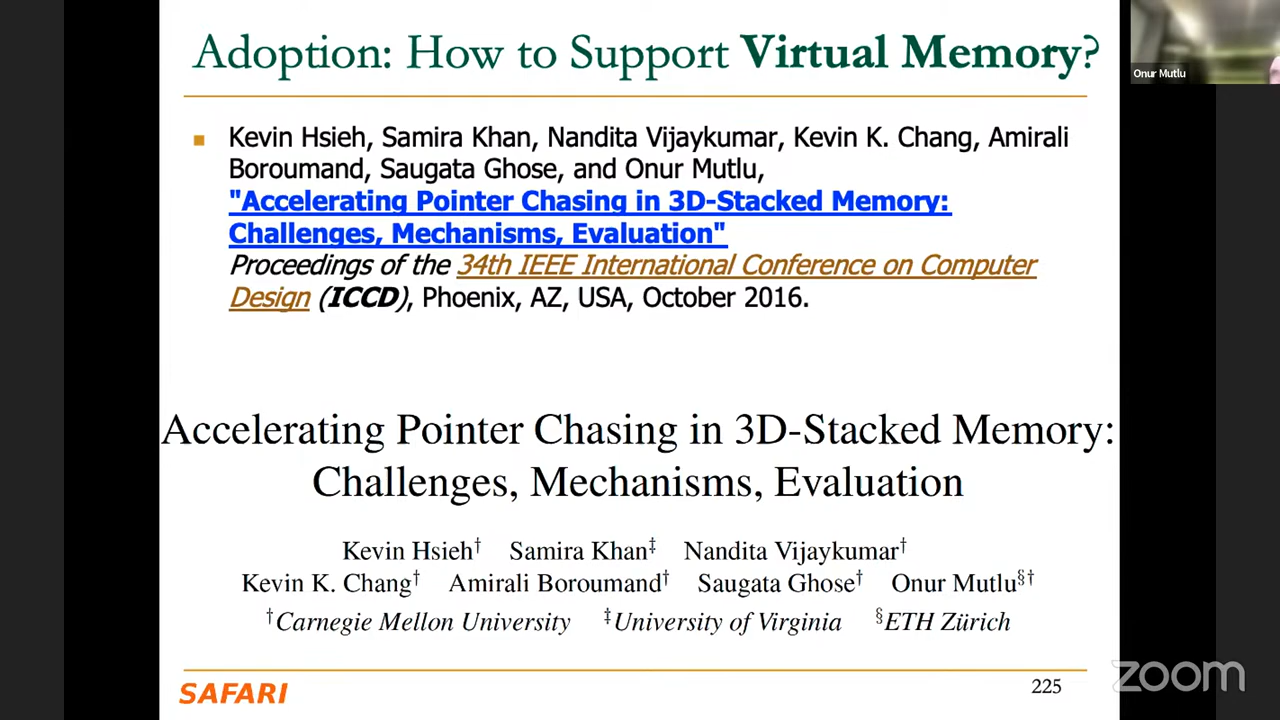 Adoption: How to Support Virtual Memory?
Onur Mutlu
■ Kevin Hsieh, Samira Khan, Nandita Vijaykumar, Kevin K. Chang, Amirali
Boroumand, Saugata Ghose, and Onur Mutlu,
"Accelerating Pointer Chasing in 3D-Stacked Memory:
Challenges, Mechanisms, Evaluation"
Proceedings of the 34th IEEE International Conference on Computer
Design (ICCD), Phoenix, AZ, USA, October 2016.
Accelerating Pointer Chasing in 3D-Stacked Memory:
Challenges, Mechanisms, Evaluation
Kevin Hsieh† Samira Khan‡ Nandita Vijaykumar†
Kevin K. Chang† Amirali Boroumand† Saugata Ghose† Onur Mutlu§†
†Carnegie Mellon University ‡University of Virginia §ETH Zürich
SAFARI
225
zoom